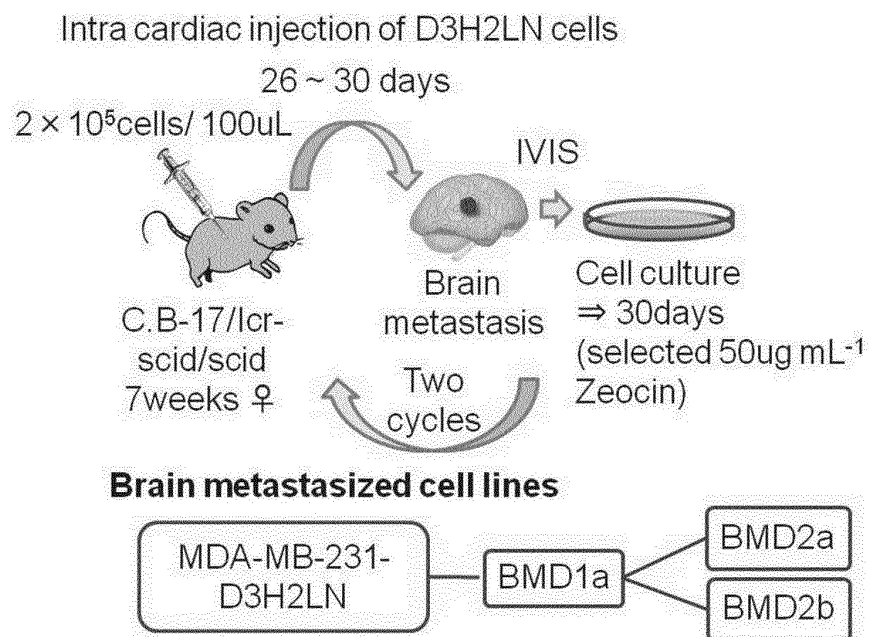 Intra cardiac injection of D3H2LN cells
26 ~ 30 days
2 × 10⁵cells/ 100uL
IVIS
C.B-17/Icr-
scid/scid
7weeks ♀
Brain
metastasis
Cell culture
⇒ 30days
(selected 50ug mL⁻¹
Zeocin)
Two
cycles
Brain metastasized cell lines
MDA-MB-231-
D3H2LN
BMD1a
BMD2a
BMD2b